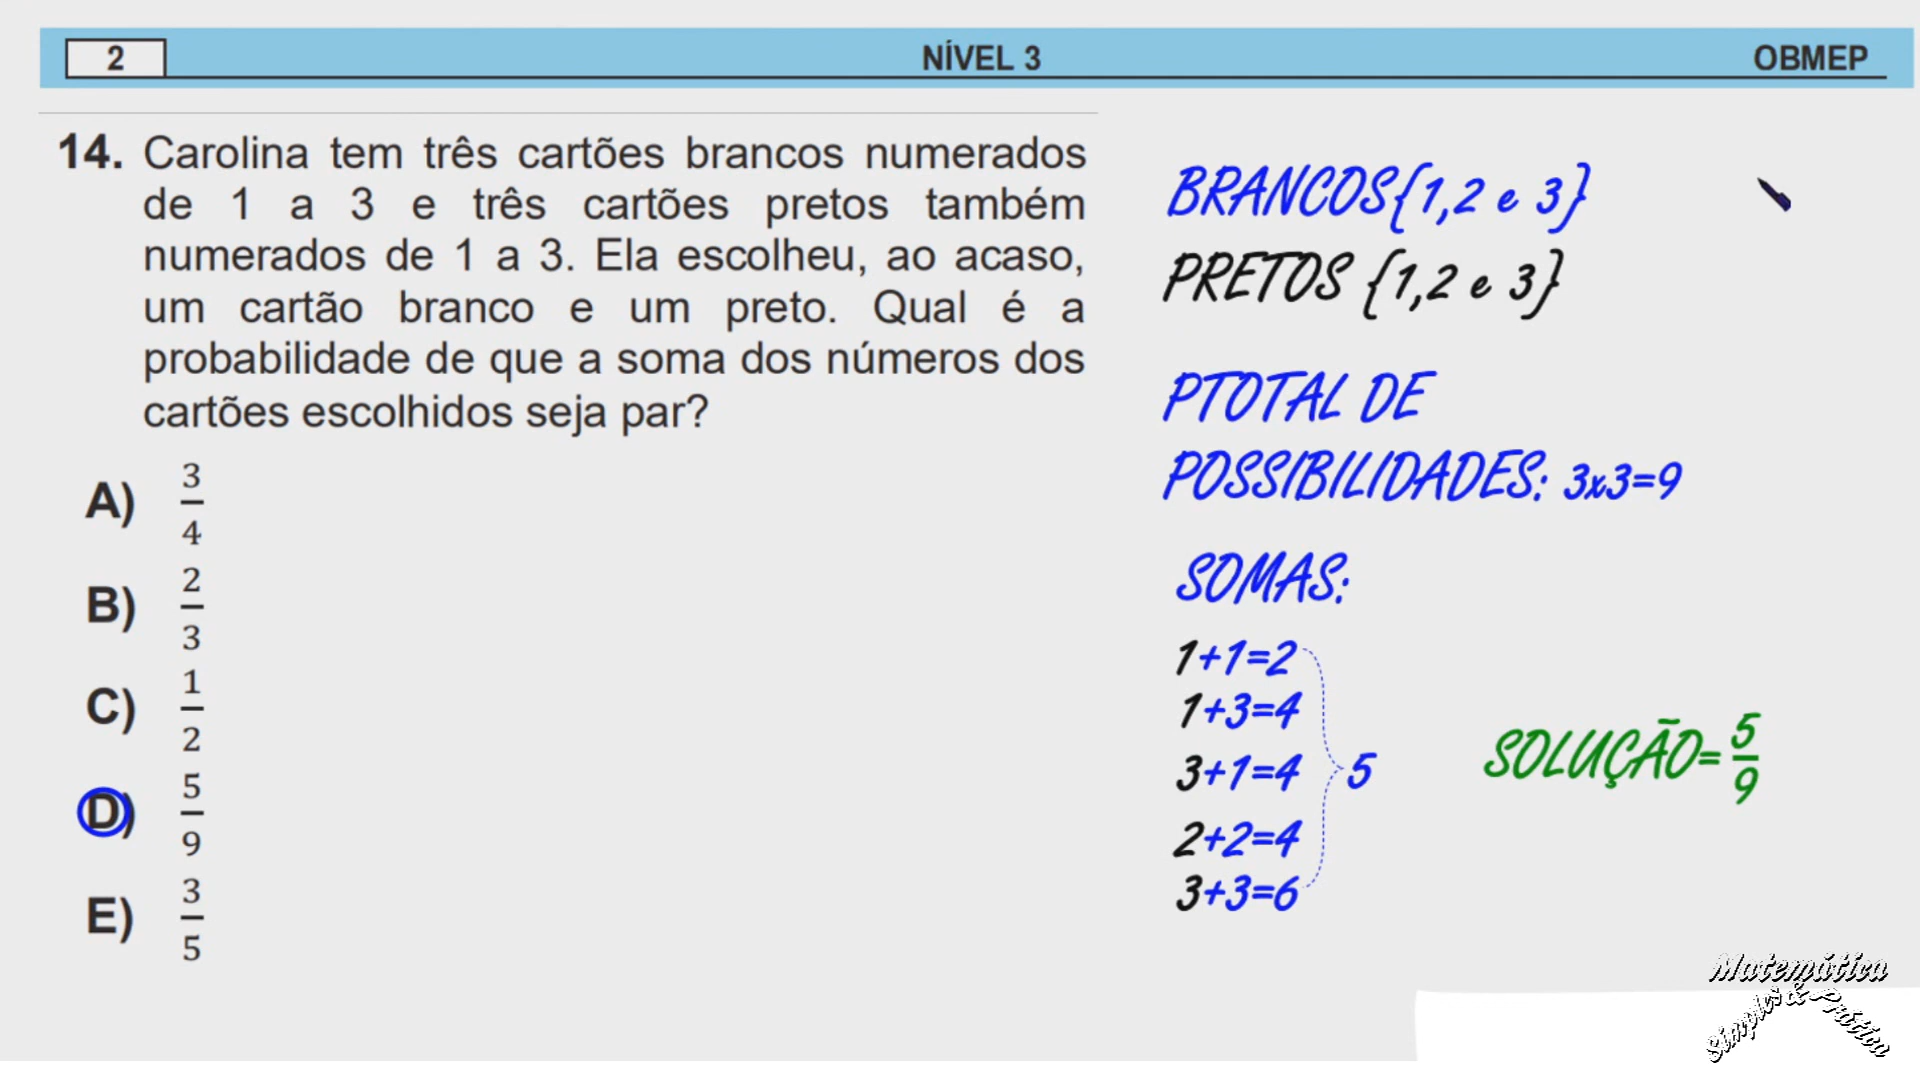 2 NÍVEL 3 OBMEP
14. Carolina tem três cartões brancos numerados
de 1 a 3 e três cartões pretos também
numerados de 1 a 3. Ela escolheu, ao acaso,
um cartão branco e um preto. Qual é a
probabilidade de que a soma dos números dos
cartões escolhidos seja par?
A) 3/4
B) 2/3
C) 1/2
D) 5/9
E) 3/5
BRANCOS{1,2 e 3}
PRETOS {1,2 e 3}
PTOTAL DE
POSSIBILIDADES: 3x3=9
SOMAS:
1+1=2
1+3=4
3+1=4
2+2=4
3+3=6
5
SOLUÇÃO= 5/9
Matemática
Simples & Prática